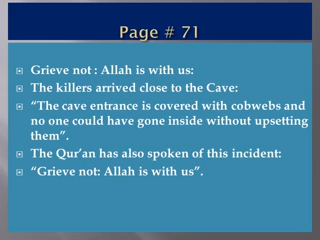 Page # 71
Grieve not : Allah is with us:
The killers arrived close to the Cave:
“The cave entrance is covered with cobwebs and
no one could have gone inside without upsetting
them”.
The Qur’an has also spoken of this incident:
“Grieve not: Allah is with us”.